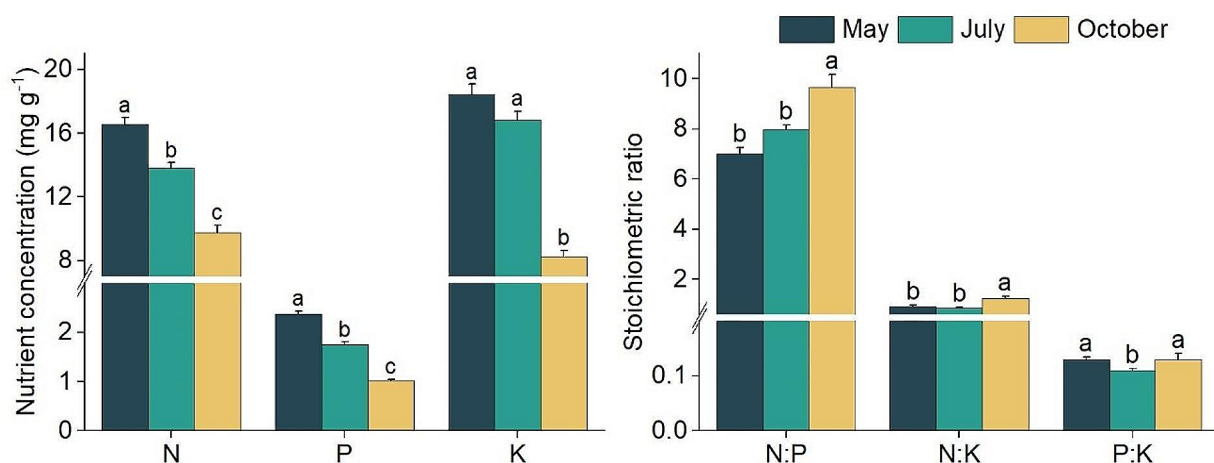 May July October
Nutrient concentration (mg g⁻¹)
20
16
12
8
2
1
0
a
b
c
a
b
c
a
a
b
N P K
Stoichiometric ratio
10
8
6
4
2
0.1
0.0
b
b
a
b
b
a
a
b
a
N:P N:K P:K